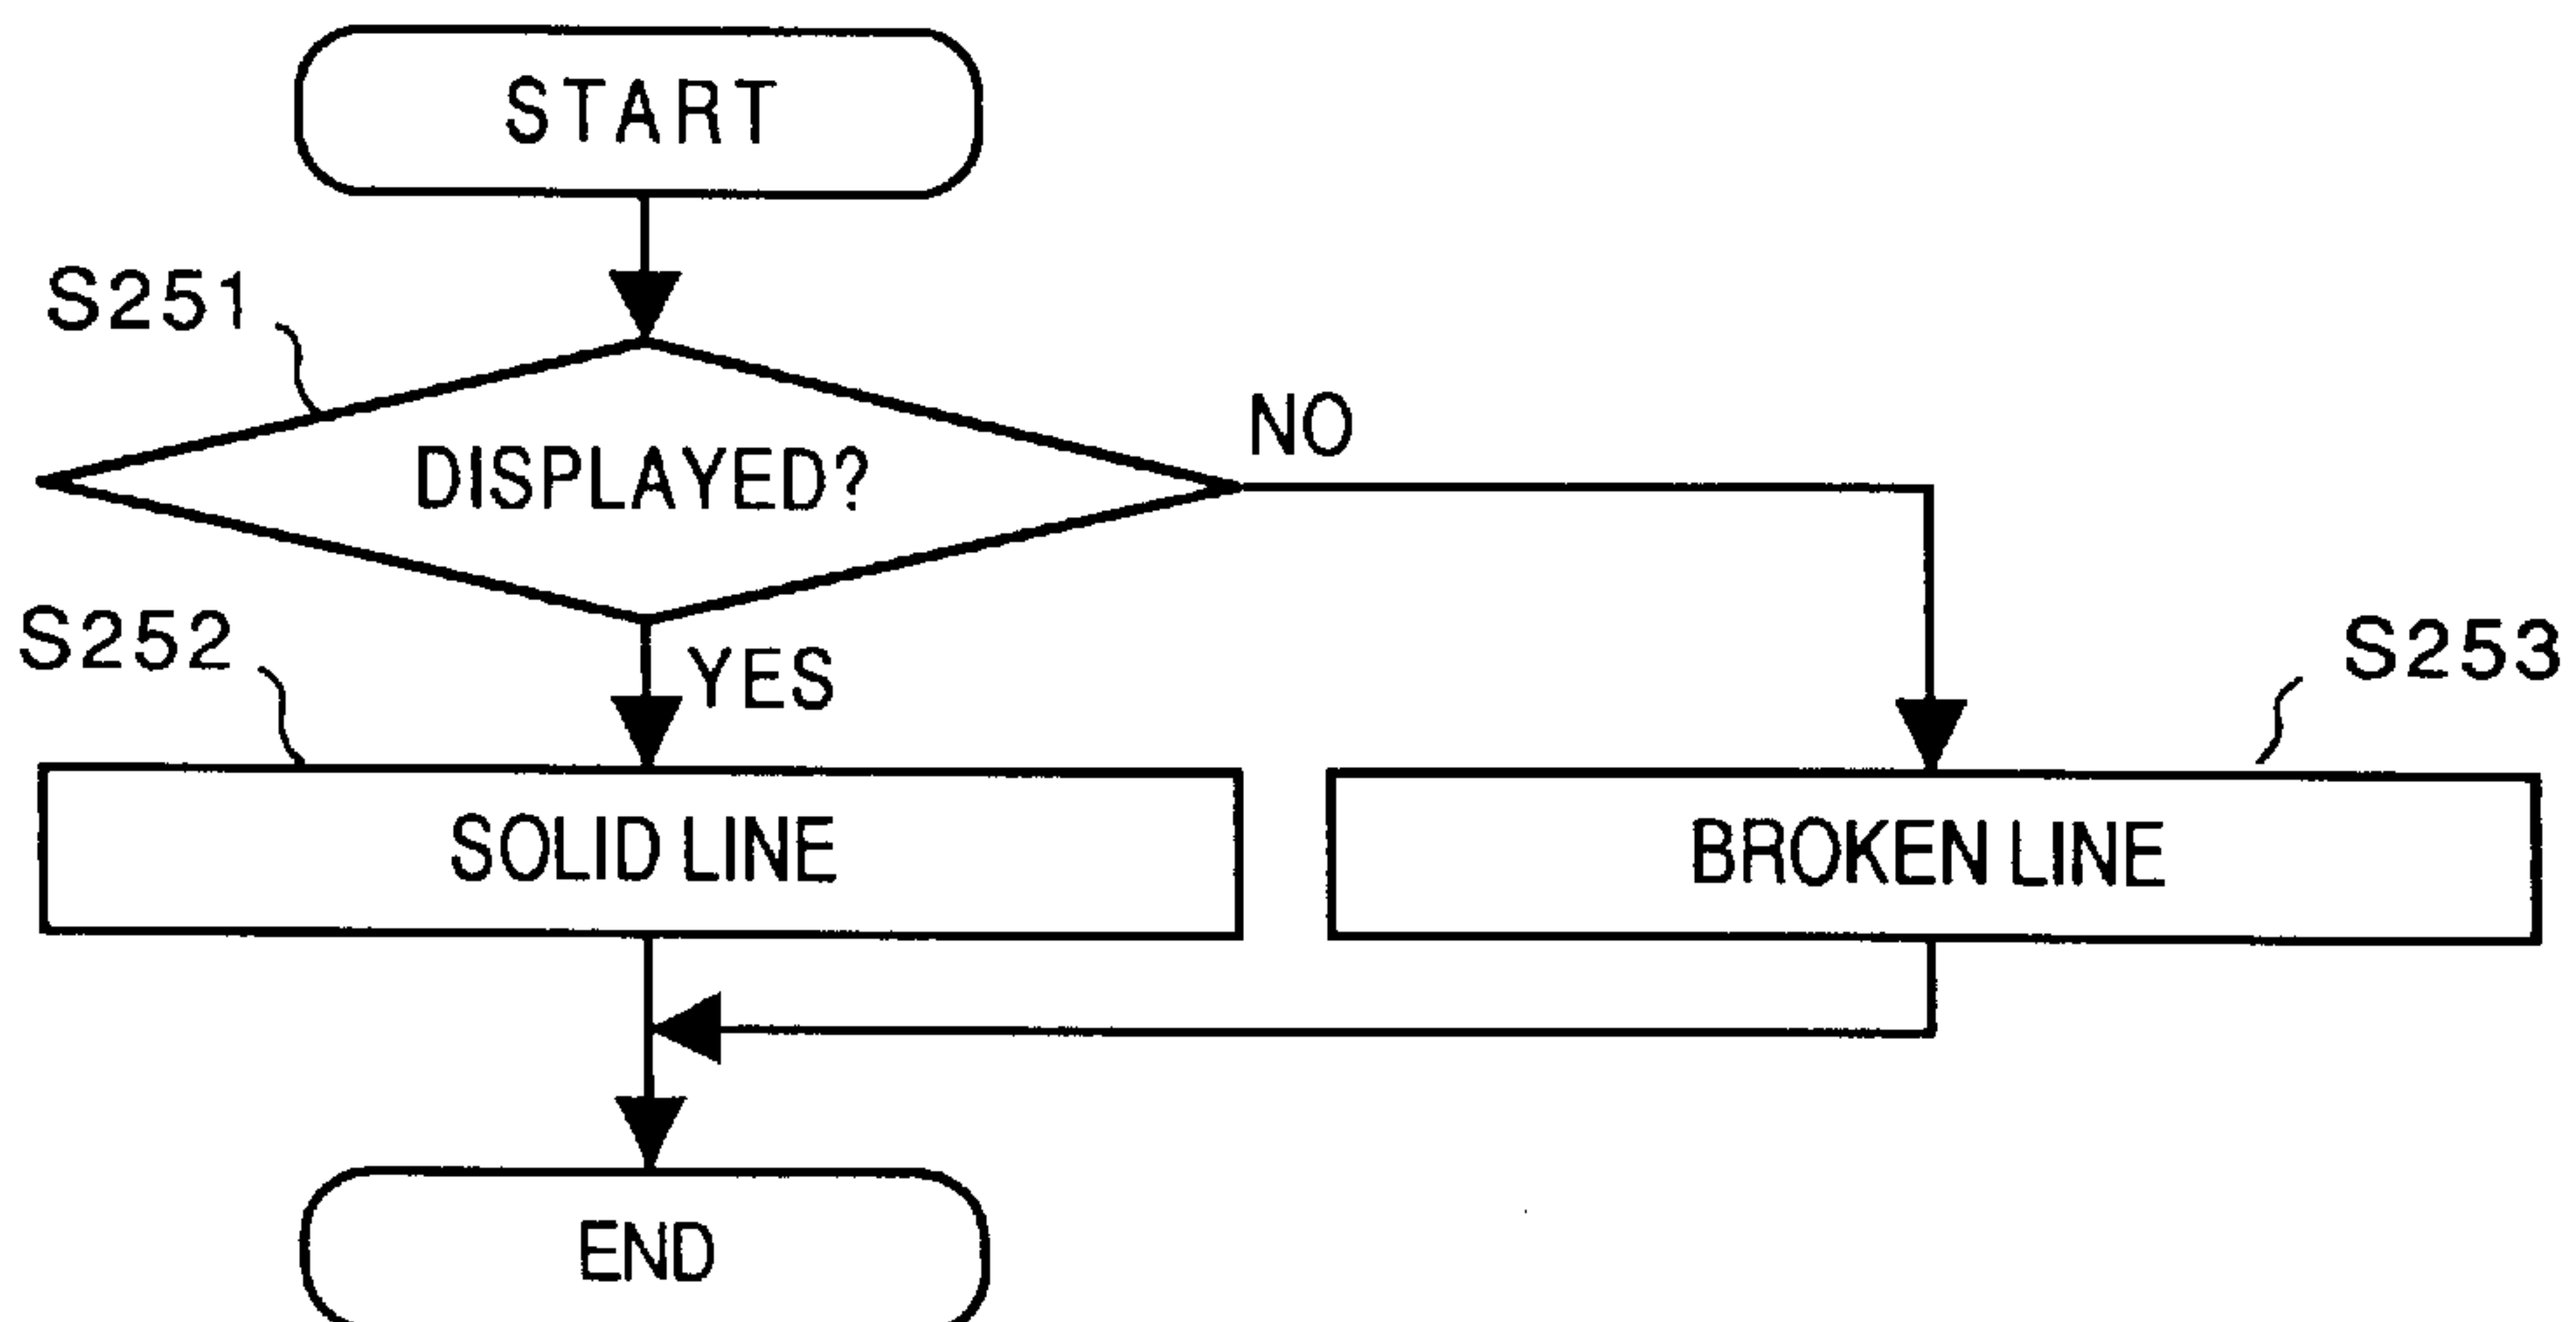 START
S251
DISPLAYED?
NO
S252
YES
S253
SOLID LINE
BROKEN LINE
END